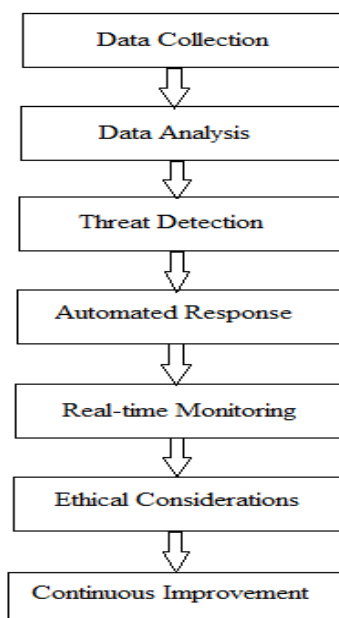 Data Collection
Data Analysis
Threat Detection
Automated Response
Real-time Monitoring
Ethical Considerations
Continuous Improvement